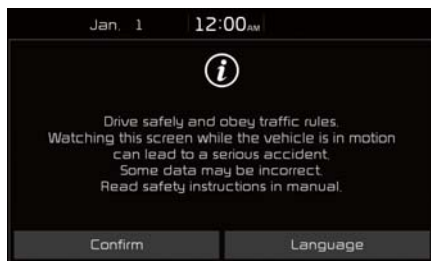 Jan. 1 12:00AM
i
Drive safely and obey traffic rules.
Watching this screen while the vehicle is in motion
can lead to a serious accident.
Some data may be incorrect.
Read safety instructions in manual.
Confirm Language